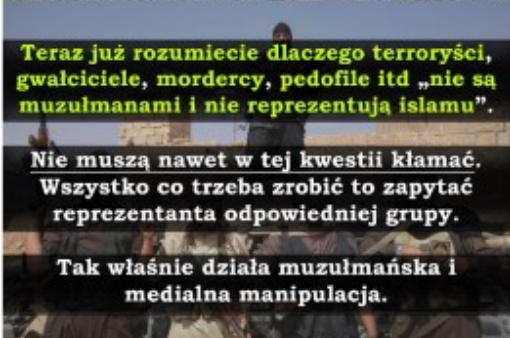 Teraz już rozumiecie dlaczego terroryści,
gwałciciele, mordercy, pedofile itd „nie są
muzułmanami i nie reprezentują islamu”.
Nie muszą nawet w tej kwestii kłamać.
Wszystko co trzeba zrobić to zapytać
reprezentanta odpowiedniej grupy.
Tak właśnie działa muzułmańska i
medialna manipulacja.